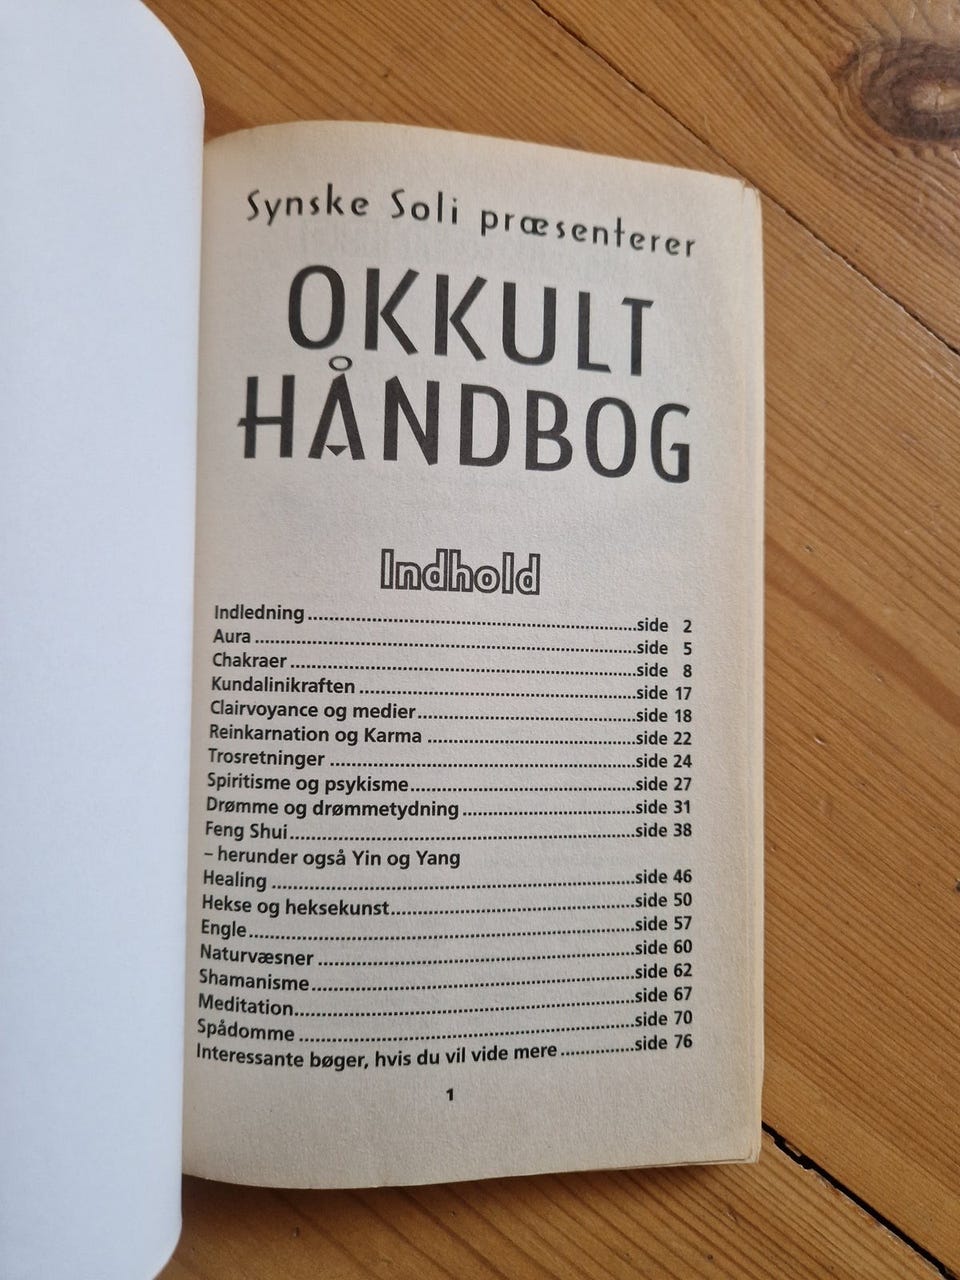 Synske Soli præsenterer
OKKULT
HÅNDBOG
Indhold
Indledning ..........side 2
Aura ..........side 5
Chakraer ..........side 8
Kundalinikraften ..........side 17
Clairvoyance og medier..........side 18
Reinkarnation og Karma ..........side 22
Trosretninger ..........side 24
Spiritisme og psykisme..........side 27
Drømme og drømmetydning ..........side 31
Feng Shui..........side 38
– herunder også Yin og Yang
Healing ..........side 46
Hekse og heksekunst..........side 50
Engle..........side 57
Naturvæsner ..........side 60
Shamanisme..........side 62
Meditation..........side 67
Spådomme ..........side 70
Interessante bøger, hvis du vil vide mere ..........side 76
1